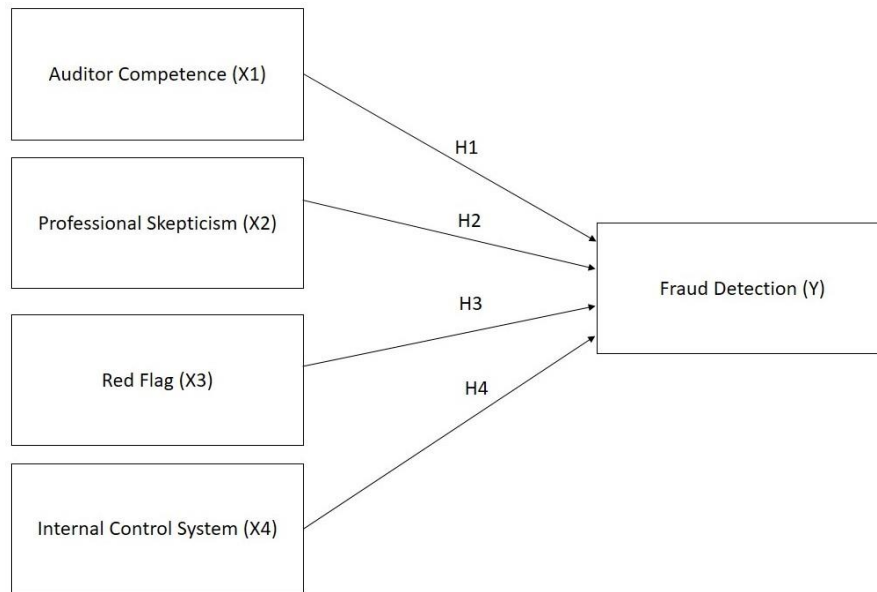 Auditor Competence (X1)
H1
Professional Skepticism (X2)
H2
Fraud Detection (Y)
H3
Red Flag (X3)
H4
Internal Control System (X4)